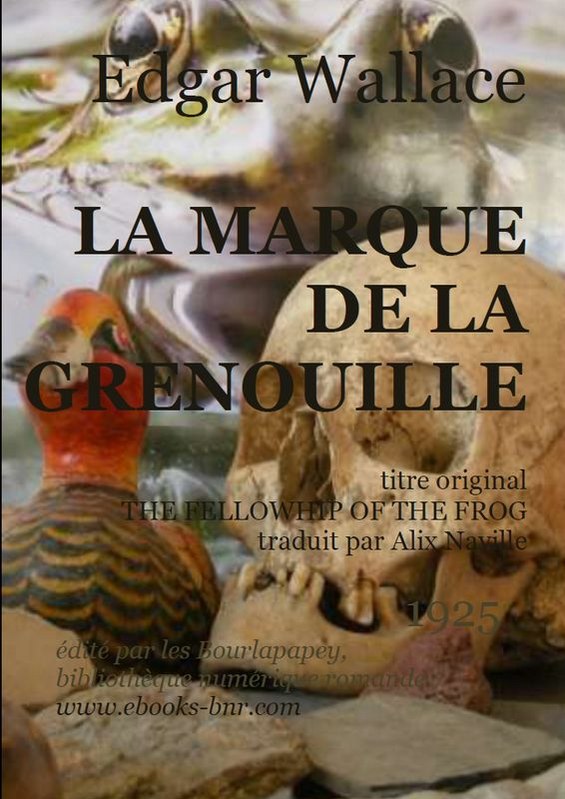 Edgar Wallace
LA MARQUE
DE LA
GRENOUILLE
titre original
THE FELLOWHIP OF THE FROG
traduit par Alix Naville
1925
édité par les Bourlapapey,
bibliothèque numérique romande
www.ebooks-bnr.com